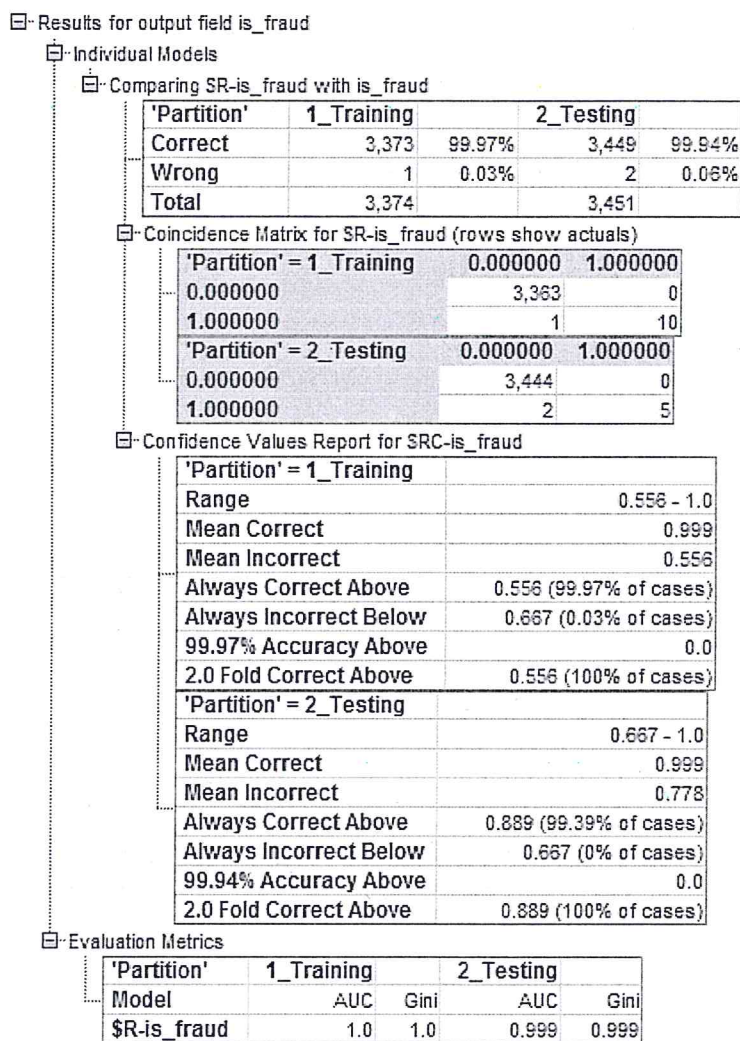 Results for output field is_fraud
Individual Models
Comparing SR-is_fraud with is_fraud
'Partition' 1_Training 2_Testing
Correct 3,373 99.97% 3,449 99.94%
Wrong 1 0.03% 2 0.06%
Total 3,374 3,451
Coincidence Matrix for SR-is_fraud (rows show actuals)
'Partition' = 1_Training 0.000000 1.000000
0.000000 3,363 0
1.000000 1 10
'Partition' = 2_Testing 0.000000 1.000000
0.000000 3,444 0
1.000000 2 5
Confidence Values Report for SRC-is_fraud
'Partition' = 1_Training
Range 0.556 - 1.0
Mean Correct 0.999
Mean Incorrect 0.556
Always Correct Above 0.556 (99.97% of cases)
Always Incorrect Below 0.667 (0.03% of cases)
99.97% Accuracy Above 0.0
2.0 Fold Correct Above 0.556 (100% of cases)
'Partition' = 2_Testing
Range 0.667 - 1.0
Mean Correct 0.999
Mean Incorrect 0.778
Always Correct Above 0.889 (99.39% of cases)
Always Incorrect Below 0.667 (0% of cases)
99.94% Accuracy Above 0.0
2.0 Fold Correct Above 0.889 (100% of cases)
Evaluation Metrics
'Partition' 1_Training 2_Testing
Model AUC Gini AUC Gini
$R-is_fraud 1.0 1.0 0.999 0.999